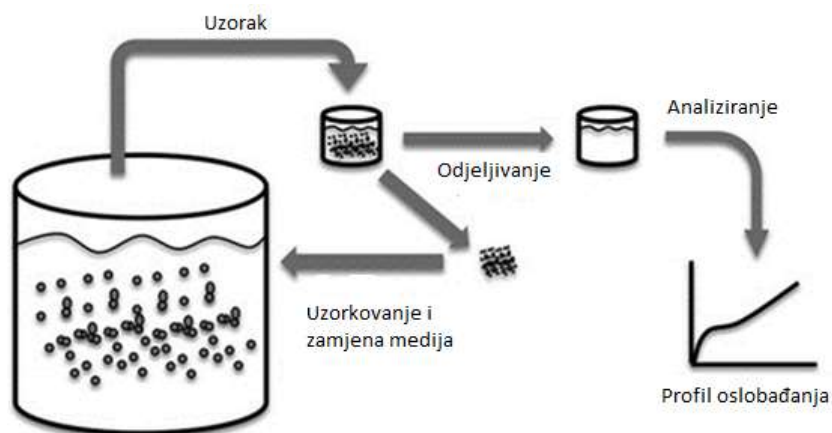 Uzorak
Analiziranje
Odjeljivanje
Uzorkovanje i
zamjena medija
Profil oslobađanja